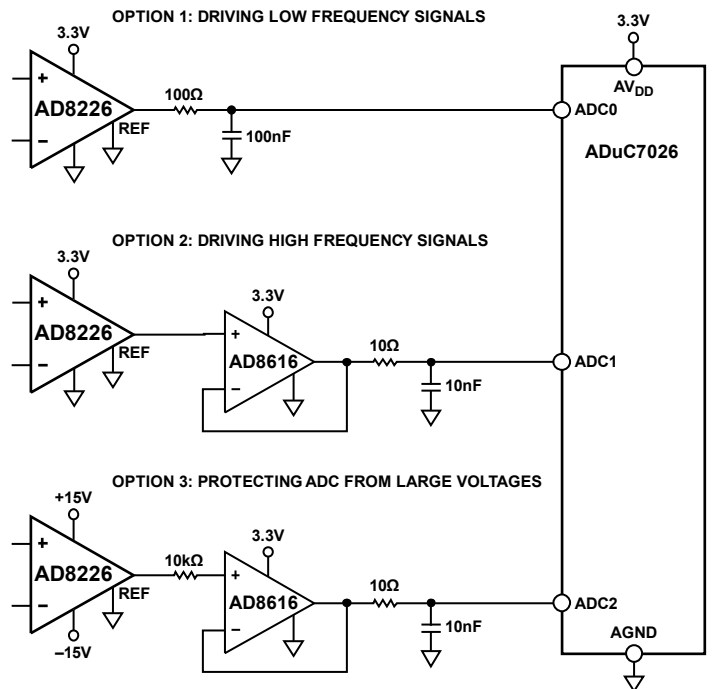 OPTION 1: DRIVING LOW FREQUENCY SIGNALS
3.3V
+
AD8226
−
REF
100Ω
100nF
3.3V
AVDD
ADC0
ADuC7026
OPTION 2: DRIVING HIGH FREQUENCY SIGNALS
3.3V
+
AD8226
−
REF
3.3V
+
AD8616
−
10Ω
10nF
ADC1
OPTION 3: PROTECTING ADC FROM LARGE VOLTAGES
+15V
+
AD8226
−
REF
−15V
10kΩ
3.3V
+
AD8616
−
10Ω
10nF
ADC2
AGND